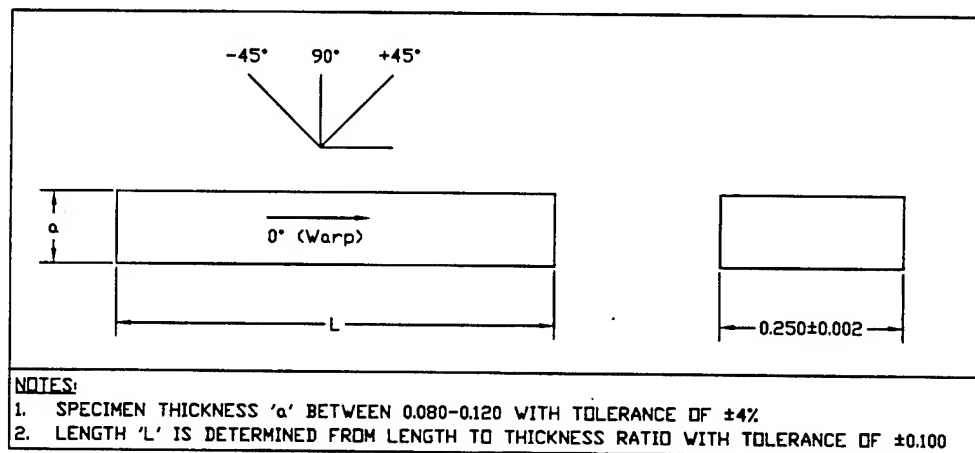 -45° 90° +45°
a
0° (Warp)
L
0.250±0.002
NOTES:
1. SPECIMEN THICKNESS 'a' BETWEEN 0.080-0.120 WITH TOLERANCE OF ±4%
2. LENGTH 'L' IS DETERMINED FROM LENGTH TO THICKNESS RATIO WITH TOLERANCE OF ±0.100